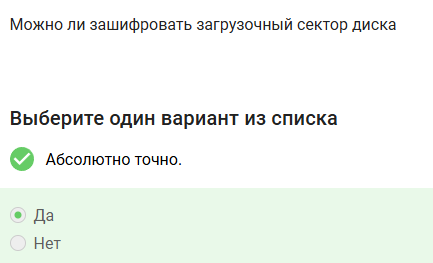 Можно ли зашифровать загрузочный сектор диска
Выберите один вариант из списка
Абсолютно точно.
Да
Нет